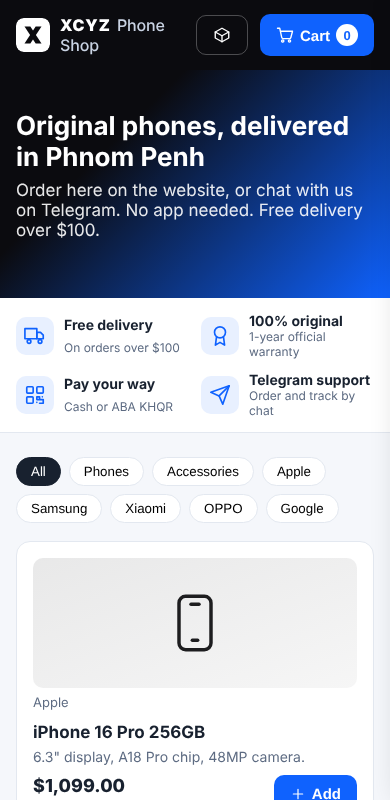 X XCYZ Phone
Shop
Cart 0
Original phones, delivered
in Phnom Penh
Order here on the website, or chat with us
on Telegram. No app needed. Free delivery
over $100.
Free delivery
On orders over $100
100% original
1-year official
warranty
Pay your way
Cash or ABA KHQR
Telegram support
Order and track by
chat
All Phones Accessories Apple
Samsung Xiaomi OPPO Google
Apple
iPhone 16 Pro 256GB
6.3" display, A18 Pro chip, 48MP camera.
$1,099.00
+ Add